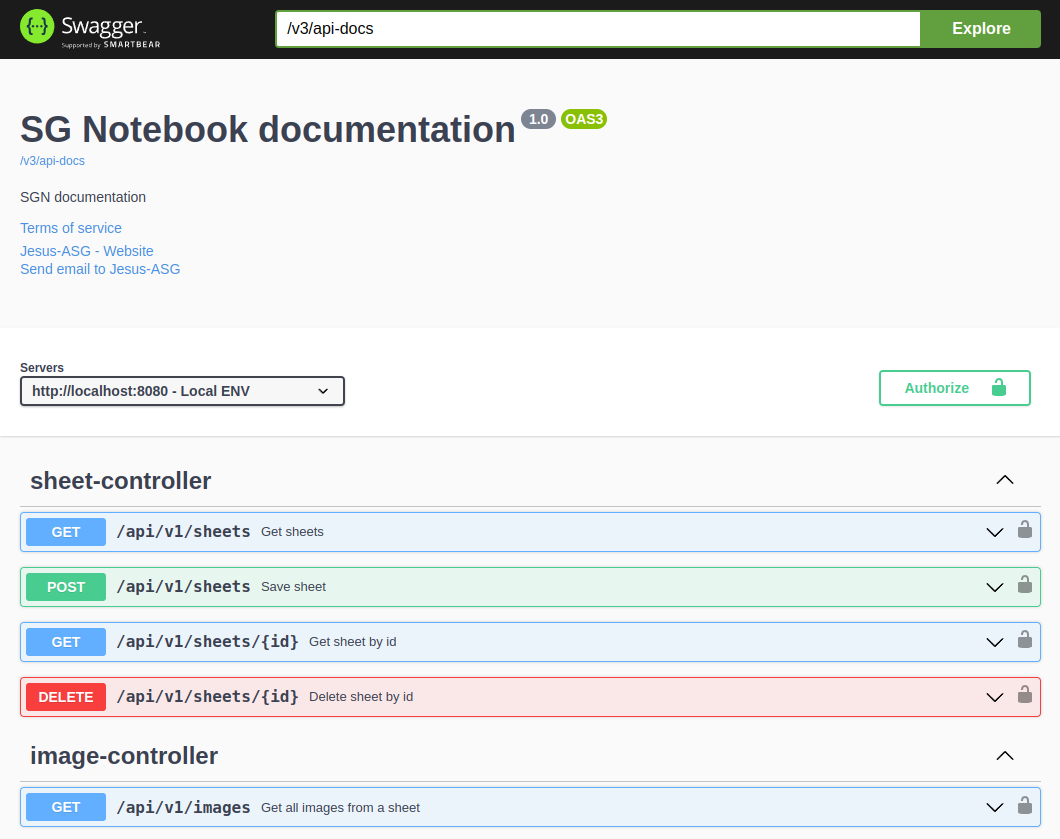 {···} Swagger™
Supported by SMARTBEAR
/v3/api-docs
Explore
SG Notebook documentation 1.0 OAS3
/v3/api-docs
SGN documentation
Terms of service
Jesus-ASG - Website
Send email to Jesus-ASG
Servers
http://localhost:8080 - Local ENV
Authorize
sheet-controller
GET /api/v1/sheets Get sheets
POST /api/v1/sheets Save sheet
GET /api/v1/sheets/{id} Get sheet by id
DELETE /api/v1/sheets/{id} Delete sheet by id
image-controller
GET /api/v1/images Get all images from a sheet